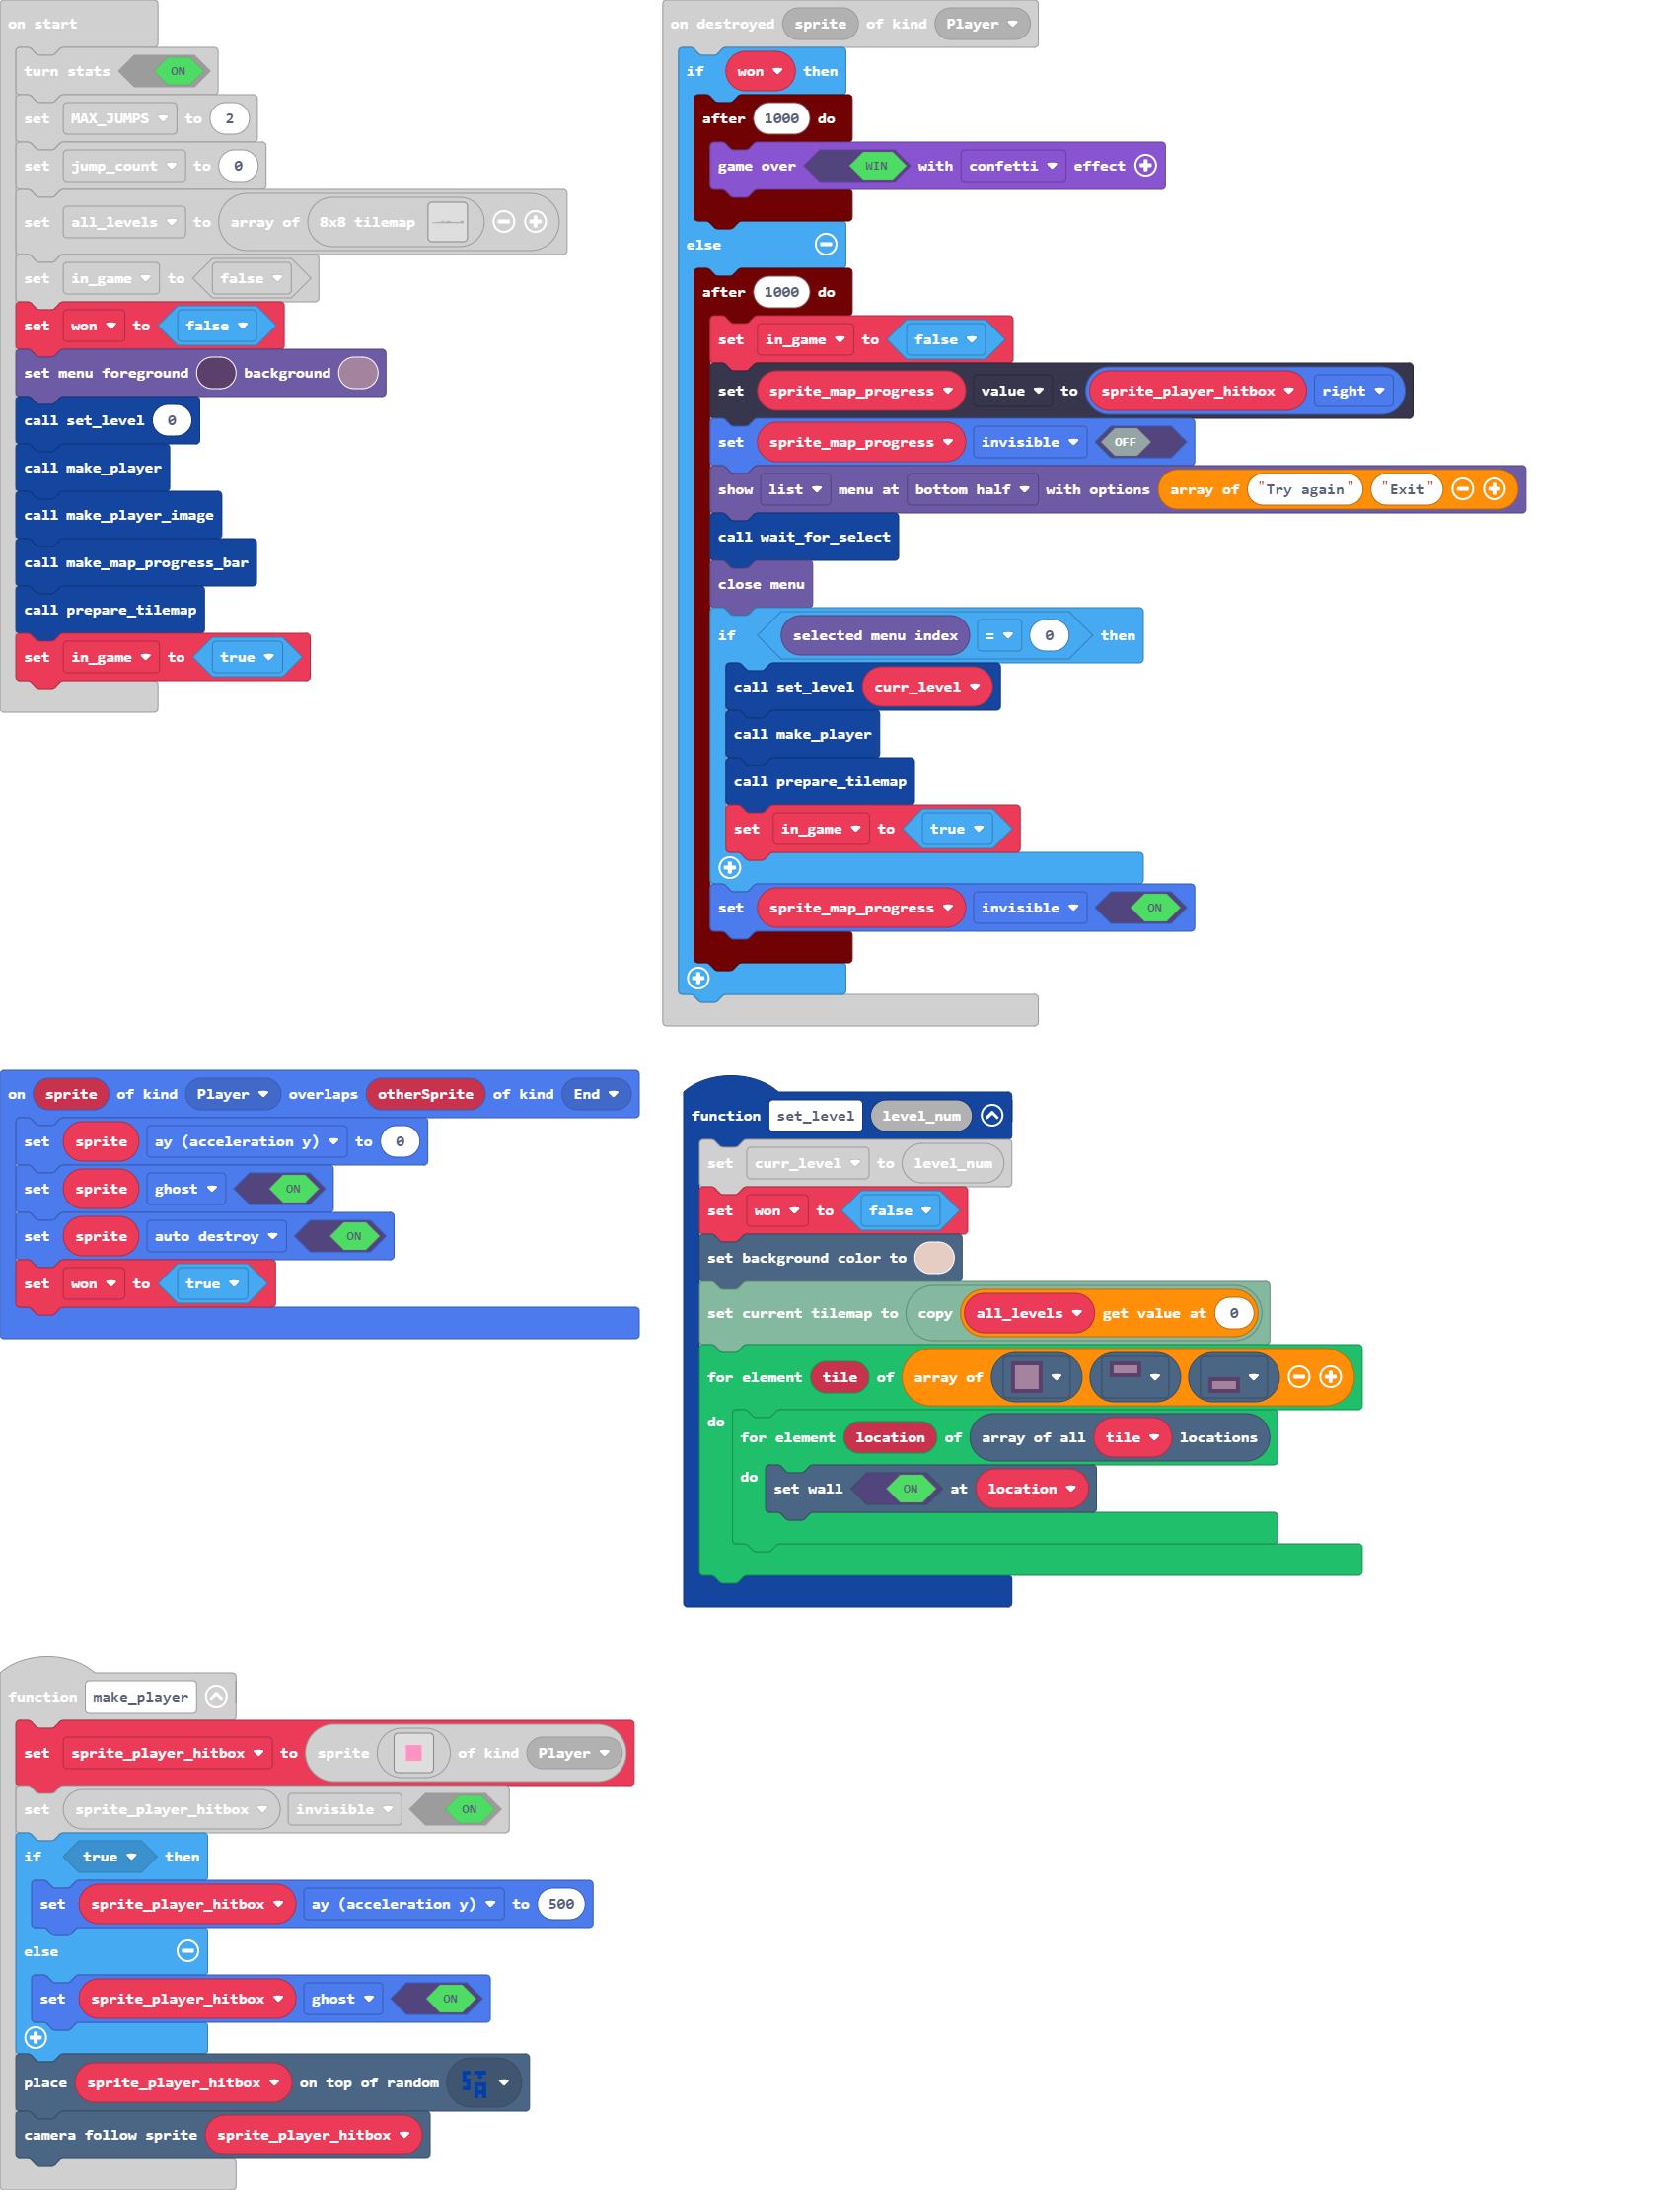 on start
turn stats ON
set MAX_JUMPS to 2
set jump_count to 0
set all_levels to array of 8x8 tilemap
set in_game to false
set won to false
set menu foreground background
call set_level 0
call make_player
call make_player_image
call make_map_progress_bar
call prepare_tilemap
set in_game to true
on destroyed sprite of kind Player
if won then
after 1000 do
game over WIN with confetti effect
else
after 1000 do
set in_game to false
set sprite_map_progress value to sprite_player_hitbox right
set sprite_map_progress invisible OFF
show list menu at bottom half with options array of "Try again" "Exit"
call wait_for_select
close menu
if selected menu index = 0 then
call set_level curr_level
call make_player
call prepare_tilemap
set in_game to true
set sprite_map_progress invisible ON
on sprite of kind Player overlaps otherSprite of kind End
set sprite ay (acceleration y) to 0
set sprite ghost ON
set sprite auto destroy ON
set won to true
function set_level level_num
set curr_level to level_num
set won to false
set background color to
set current tilemap to copy all_levels get value at 0
for element tile of array of
do
for element location of array of all tile locations
do
set wall ON at location
function make_player
set sprite_player_hitbox to sprite of kind Player
set sprite_player_hitbox invisible ON
if true then
set sprite_player_hitbox ay (acceleration y) to 500
else
set sprite_player_hitbox ghost ON
place sprite_player_hitbox on top of random
camera follow sprite sprite_player_hitbox